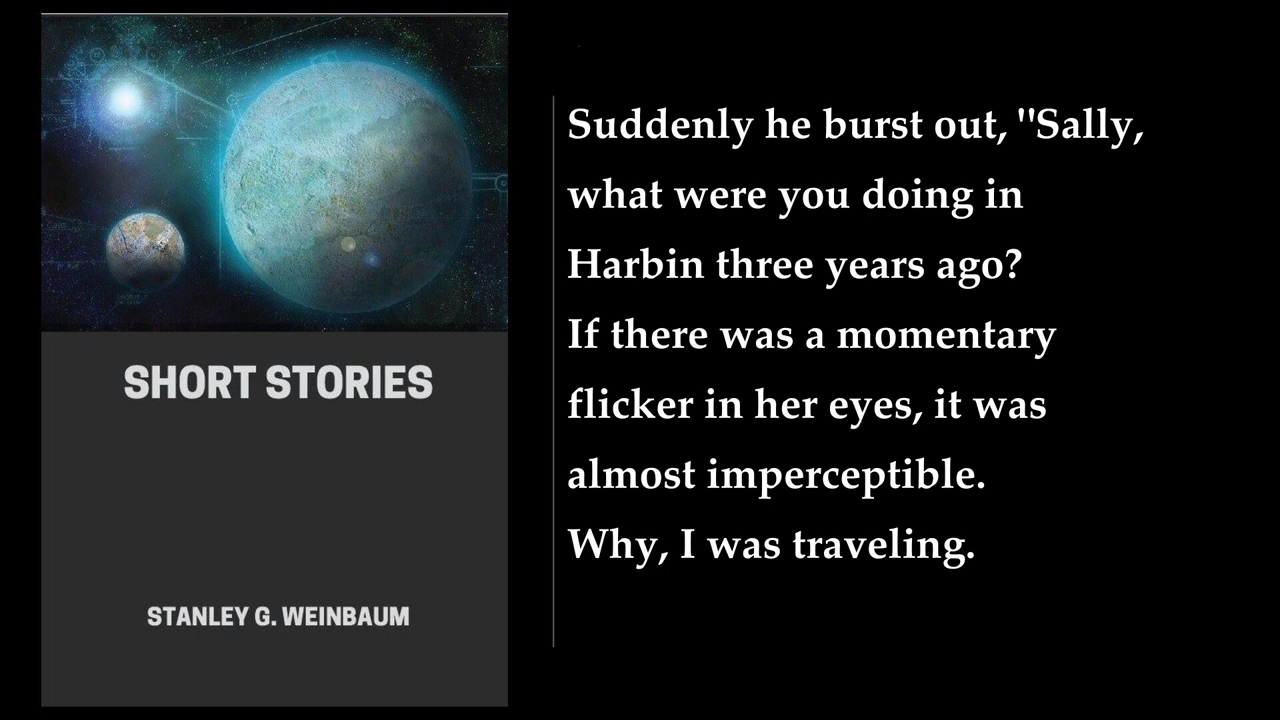 SHORT STORIES
STANLEY G. WEINBAUM
Suddenly he burst out, "Sally,
what were you doing in
Harbin three years ago?
If there was a momentary
flicker in her eyes, it was
almost imperceptible.
Why, I was traveling.